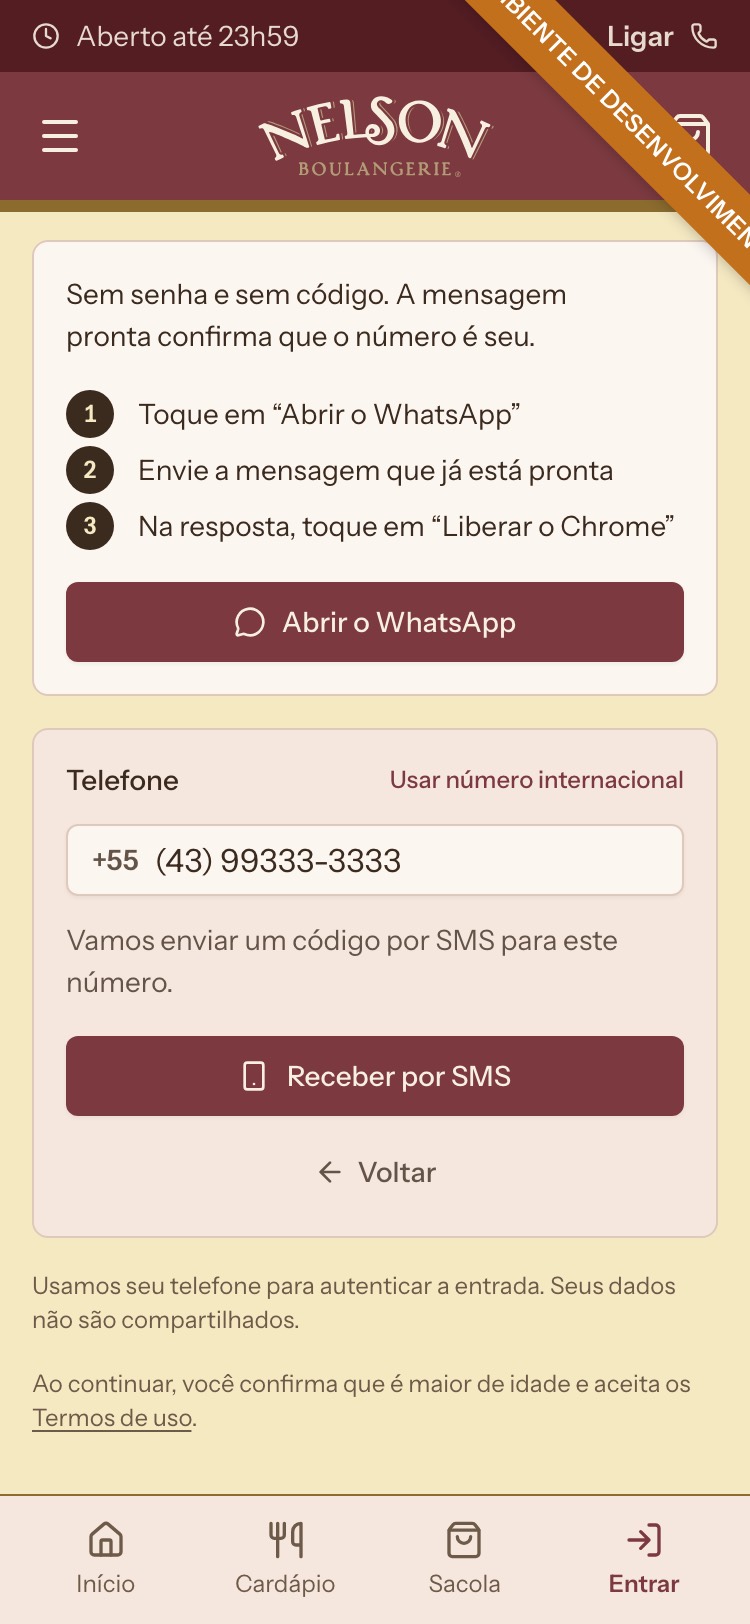 Aberto até 23h59
Ligar
DE DESENVOLVIMEN
NELSON
BOULANGERIE
Sem senha e sem código. A mensagem
pronta confirma que o número é seu.
1 Toque em “Abrir o WhatsApp”
2 Envie a mensagem que já está pronta
3 Na resposta, toque em “Liberar o Chrome”
Abrir o WhatsApp
Telefone
Usar número internacional
+55 (43) 99333-3333
Vamos enviar um código por SMS para este
número.
Receber por SMS
Voltar
Usamos seu telefone para autenticar a entrada. Seus dados
não são compartilhados.
Ao continuar, você confirma que é maior de idade e aceita os
Termos de uso.
Início
Cardápio
Sacola
Entrar